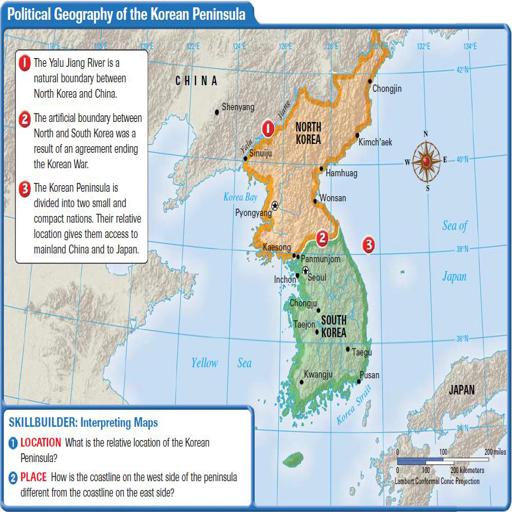 Political Geography of the Korean Peninsula
1 The Yalu Jiang River is a
natural boundary between
North Korea and China.
2 The artificial boundary between
North and South Korea was a
result of an agreement ending
the Korean War.
3 The Korean Peninsula is
divided into two small and
compact nations. Their relative
location gives them access to
mainland China and to Japan.
124°E
126°E
128°E
130°E
132°E
134°E
42°N
CHINA
Chongjin
Shenyang
Yalu Jiang
1
NORTH
KOREA
Kimch'aek
N
W
E
S
40°N
Sinuiju
Hamhuag
Korea Bay
Wonsan
Pyongyang
Sea of
Japan
2
3
38°N
Kaesong
Panmunjom
Inchon
Seoul
Chongju
SOUTH
KOREA
Taejon
36°N
Taegu
Yellow Sea
Kwangju
Pusan
JAPAN
Korea Strait
34°N
SKILLBUILDER: Interpreting Maps
1 LOCATION What is the relative location of the Korean
Peninsula?
2 PLACE How is the coastline on the west side of the peninsula
different from the coastline on the east side?
0 100 200 miles
0 100 200 kilometers
Lambert Conformal Conic Projection